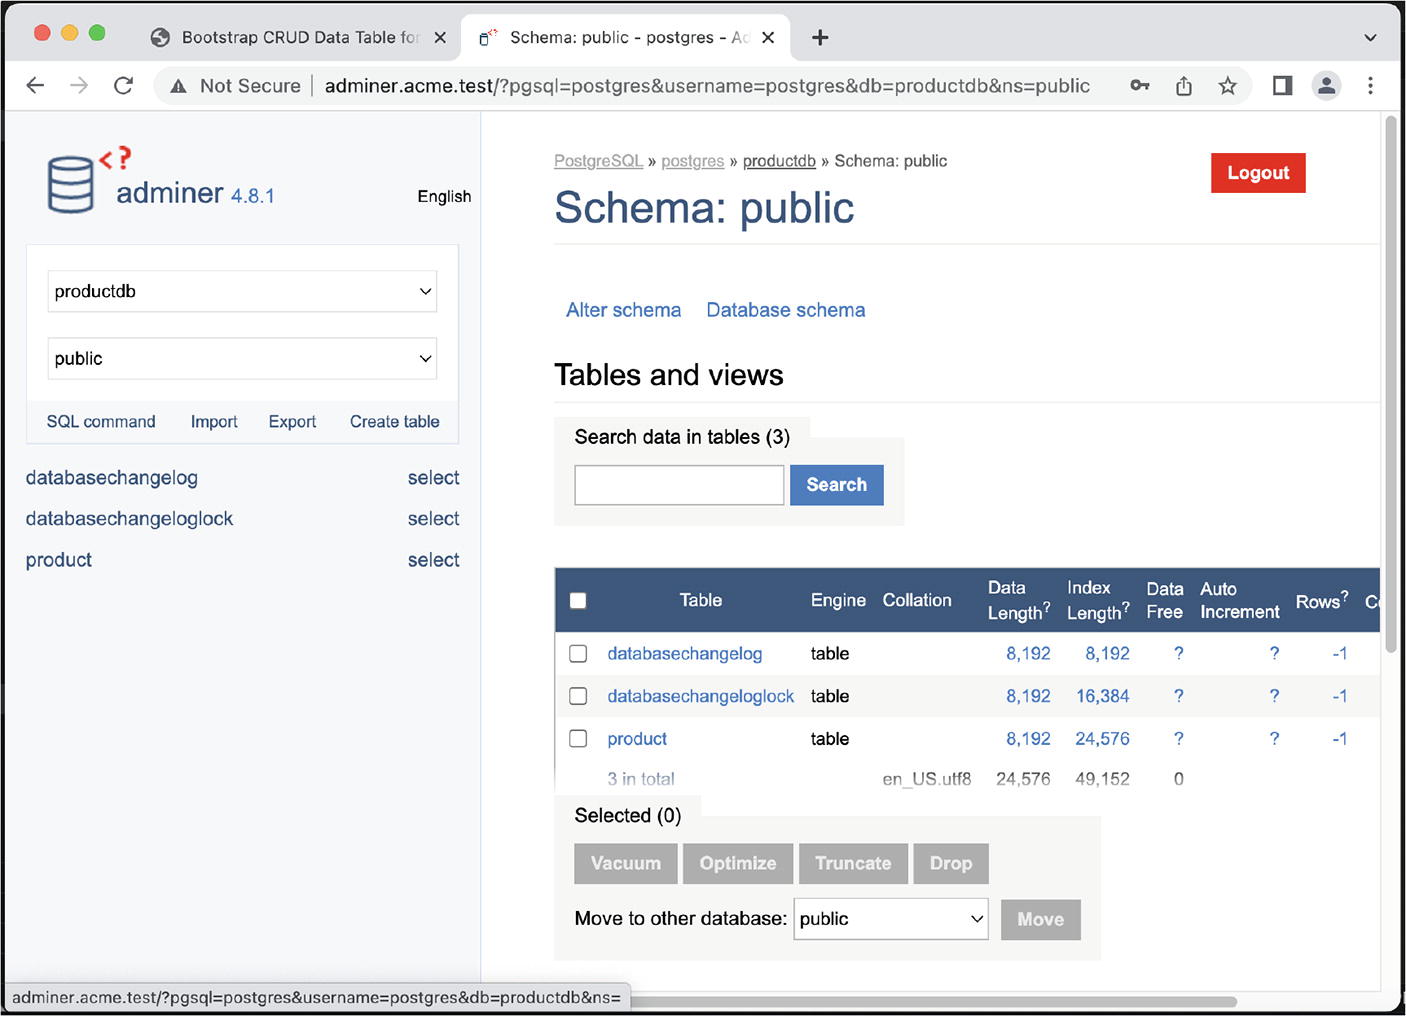 Bootstrap CRUD Data Table for
Schema: public - postgres - Ad
Not Secure
adminer.acme.test/?pgsql=postgres&username=postgres&db=productdb&ns=public
adminer 4.8.1
English
productdb
public
SQL command Import Export Create table
databasechangelog select
databasechangeloglock select
product select
PostgreSQL » postgres » productdb » Schema: public
Logout
Schema: public
Alter schema Database schema
Tables and views
Search data in tables (3)
Search
Table Engine Collation Data Length? Index Length? Data Free Auto Increment Rows?
databasechangelog table 8,192 8,192 ? ? -1
databasechangeloglock table 8,192 16,384 ? ? -1
product table 8,192 24,576 ? ? -1
3 in total en_US.utf8 24,576 49,152 0
Selected (0)
Vacuum Optimize Truncate Drop
Move to other database: public Move
adminer.acme.test/?pgsql=postgres&username=postgres&db=productdb&ns=